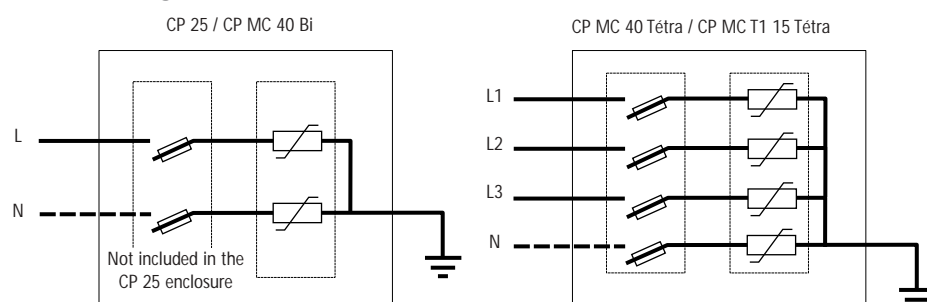 CP 25 / CP MC 40 Bi
L
N
Not included in the
CP 25 enclosure
CP MC 40 Tétra / CP MC T1 15 Tétra
L1
L2
L3
N